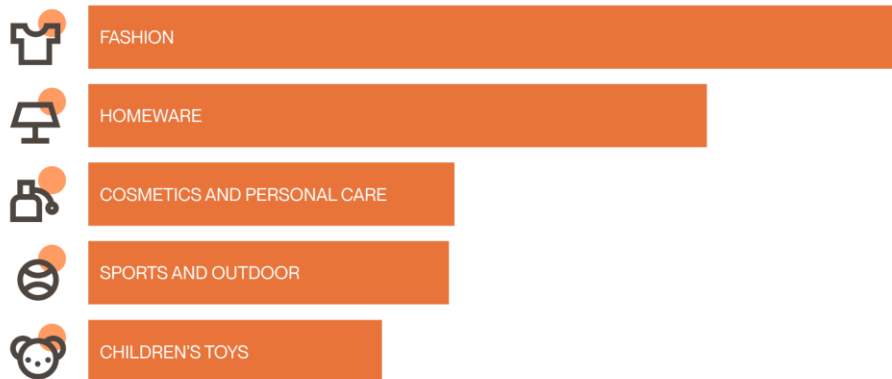 FASHION
HOMEWARE
COSMETICS AND PERSONAL CARE
SPORTS AND OUTDOOR
CHILDREN'S TOYS